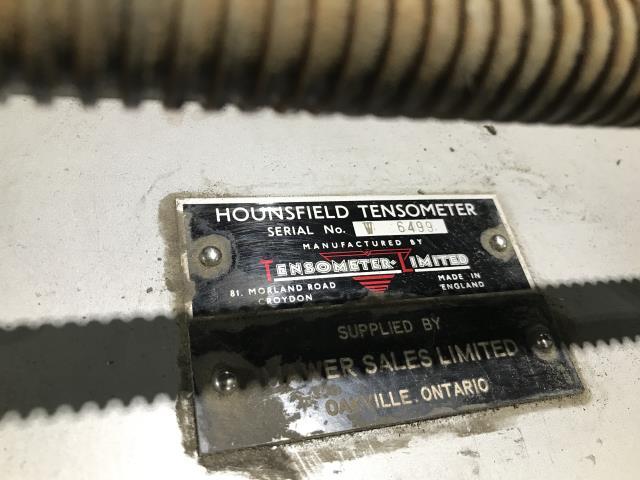 HOUNSFIELD TENSOMETER
SERIAL No. W 6499
MANUFACTURED BY
TENSOMETER LIMITED
81. MORLAND ROAD
CROYDON
MADE IN
ENGLAND
SUPPLIED BY
SALES LIMITED
OAKVILLE. ONTARIO